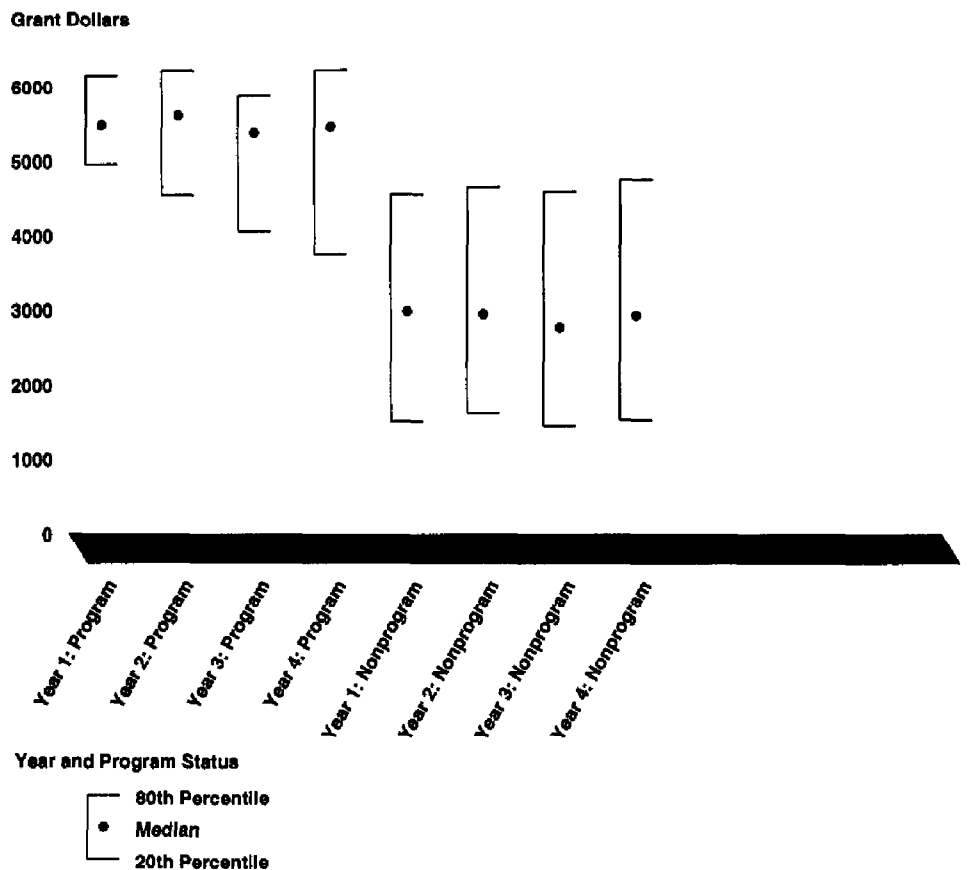 Grant Dollars
6000
5000
4000
3000
2000
1000
0
Year 1: Program
Year 2: Program
Year 3: Program
Year 4: Program
Year 1: Nonprogram
Year 2: Nonprogram
Year 3: Nonprogram
Year 4: Nonprogram
Year and Program Status
80th Percentile
Median
20th Percentile